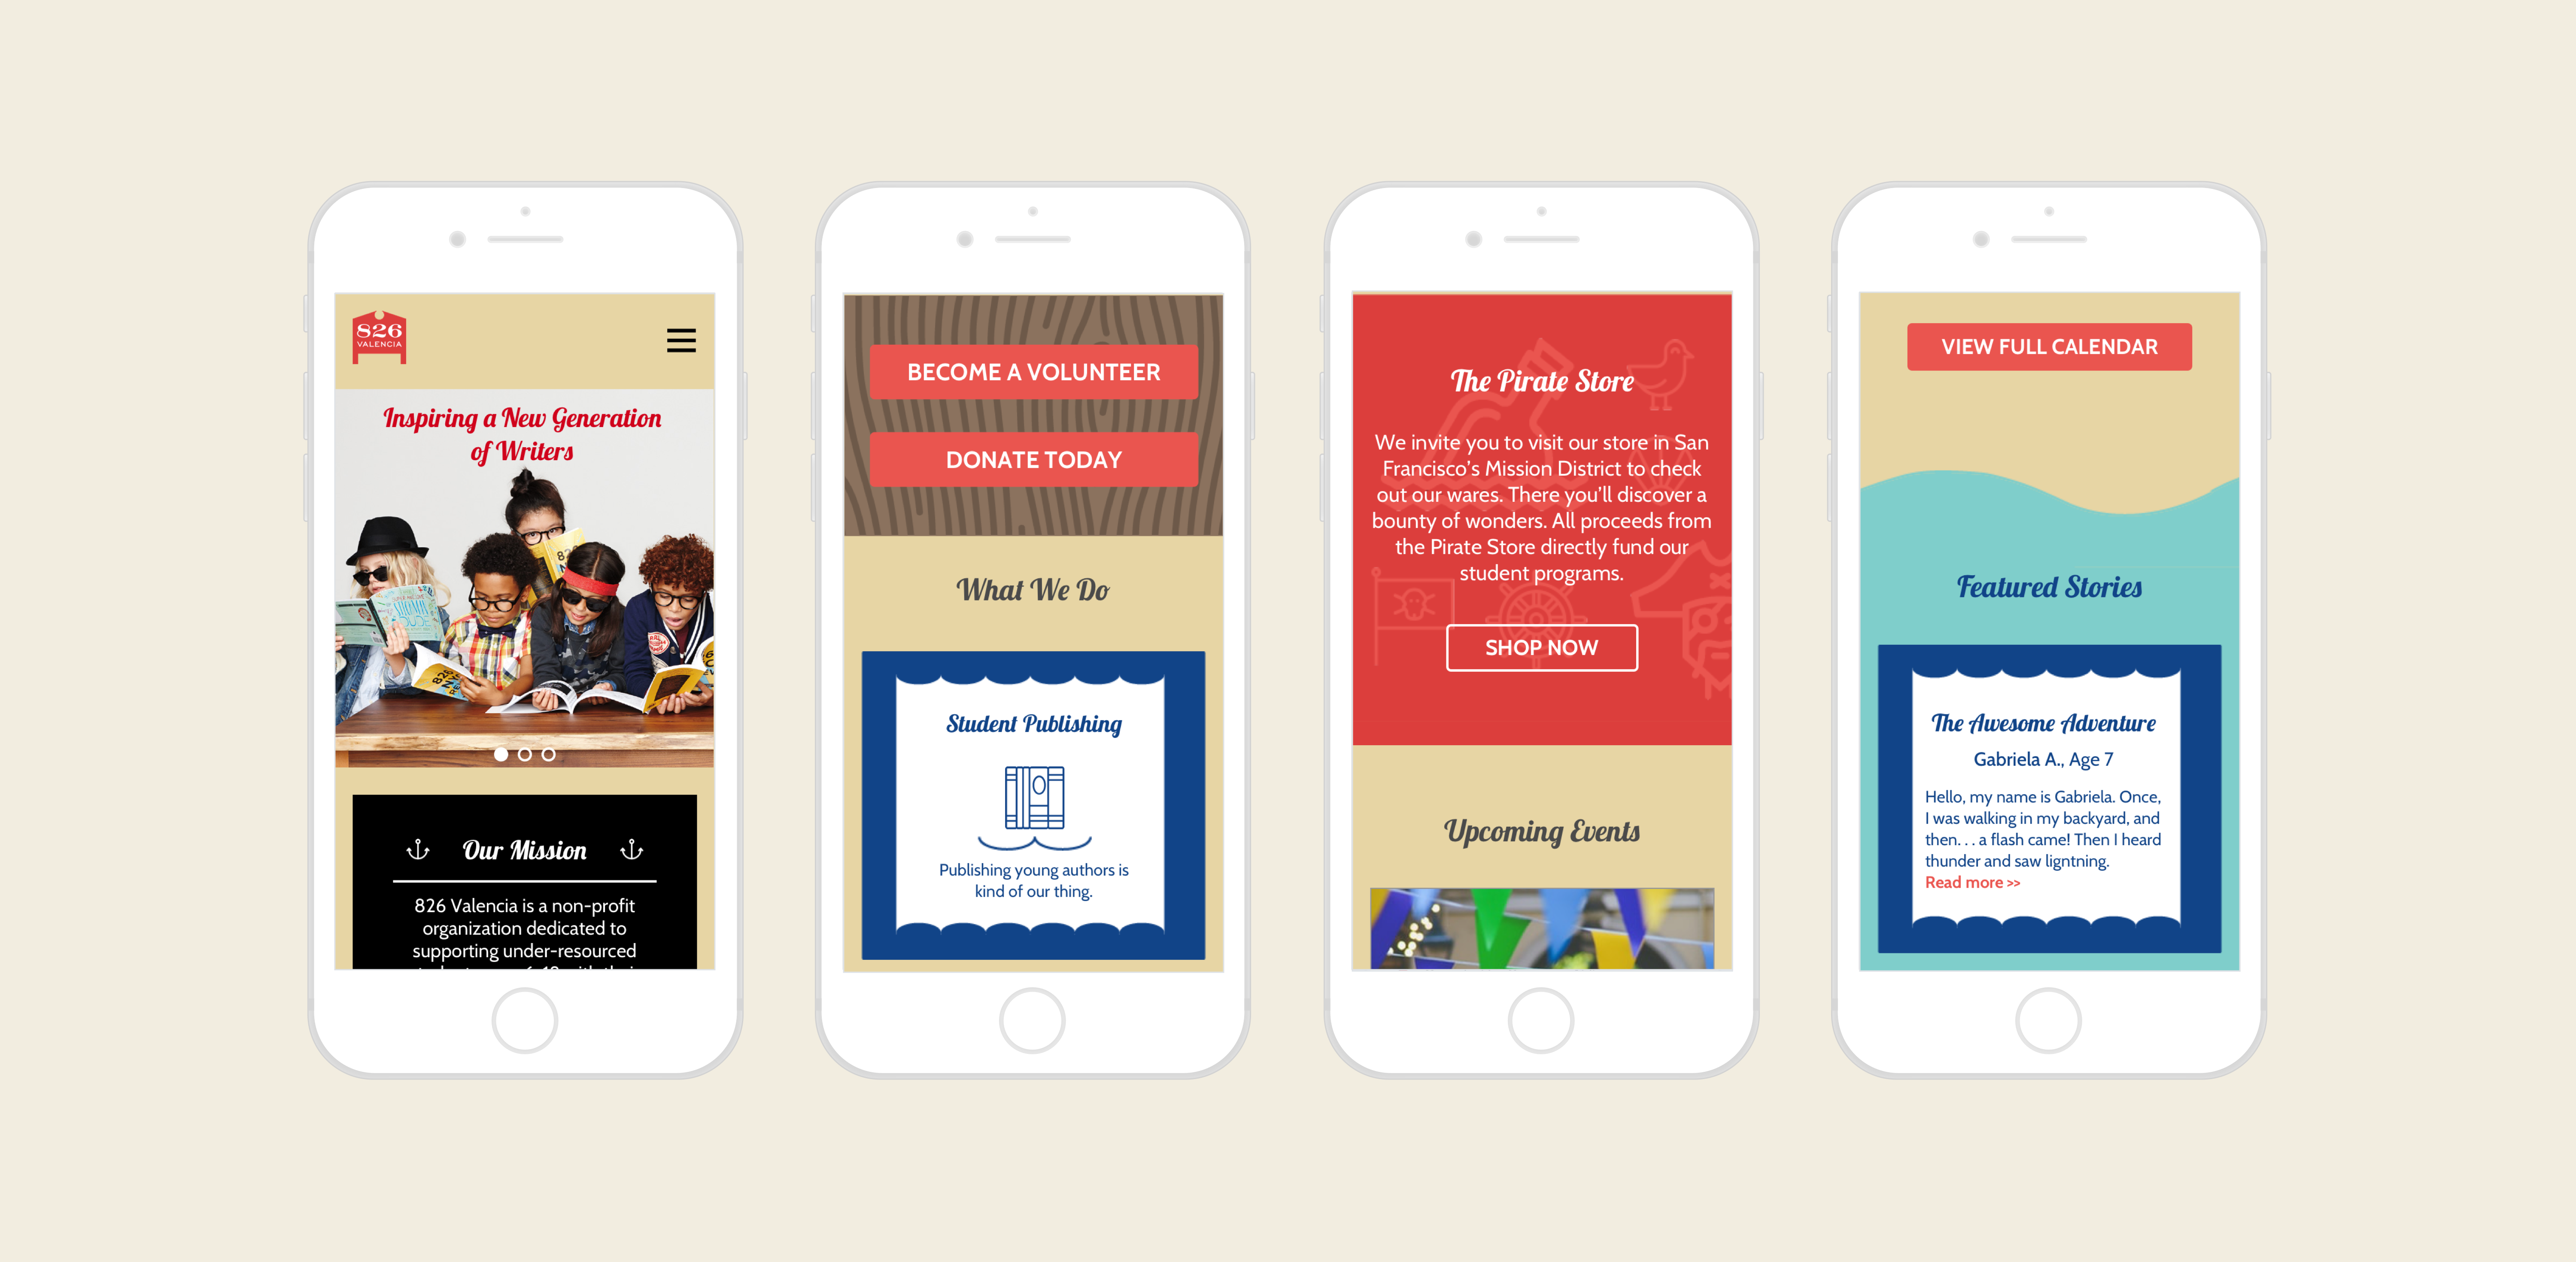 826
VALENCIA
Inspiring a New Generation
of Writers
Our Mission
826 Valencia is a non-profit
organization dedicated to
supporting under-resourced
BECOME A VOLUNTEER
DONATE TODAY
What We Do
Student Publishing
Publishing young authors is
kind of our thing.
The Pirate Store
We invite you to visit our store in San
Francisco's Mission District to check
out our wares. There you'll discover a
bounty of wonders. All proceeds from
the Pirate Store directly fund our
student programs.
SHOP NOW
Upcoming Events
VIEW FULL CALENDAR
Featured Stories
The Awesome Adventure
Gabriela A., Age 7
Hello, my name is Gabriela. Once,
I was walking in my backyard, and
then. . . a flash came! Then I heard
thunder and saw ligntning.
Read more >>